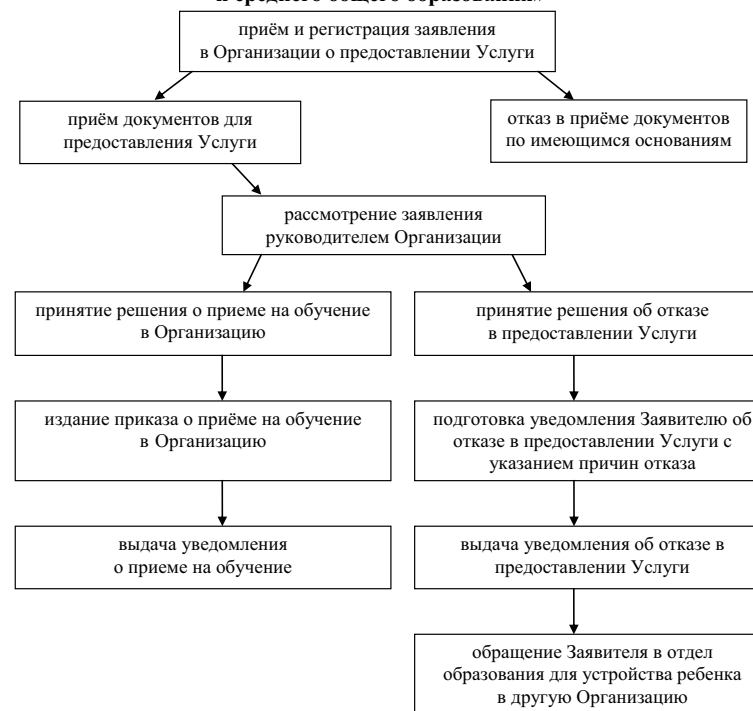 и среднего общего образования»
приём и регистрация заявления
в Организации о предоставлении Услуги
приём документов для
предоставления Услуги
отказ в приёме документов
по имеющимся основаниям
рассмотрение заявления
руководителем Организации
принятие решения о приеме на обучение
в Организацию
принятие решения об отказе
в предоставлении Услуги
издание приказа о приёме на обучение
в Организацию
подготовка уведомления Заявителю об
отказе в предоставлении Услуги с
указанием причин отказа
выдача уведомления
о приеме на обучение
выдача уведомления об отказе в
предоставлении Услуги
обращение Заявителя в отдел
образования для устройства ребенка
в другую Организацию